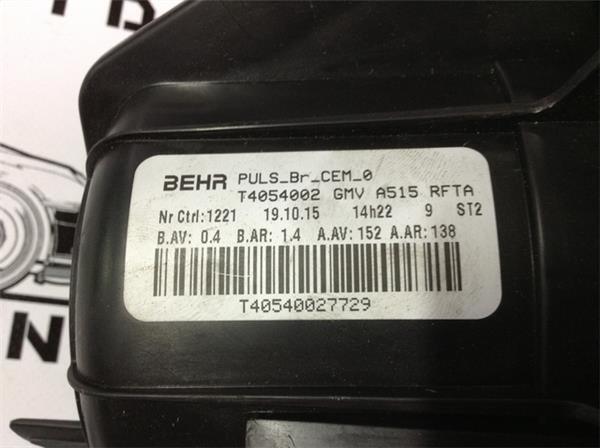 BEHR PULS_Br_CEM_0
T4054002 GMV A515 RFTA
Nr Ctrl:1221 19.10.15 14h22 9 ST2
B.AV: 0.4 B.AR: 1.4 A.AV: 152 A.AR: 138
T40540027729